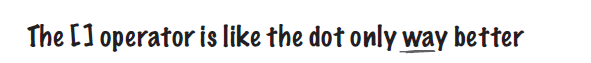 The [] operator is like the dot only way better